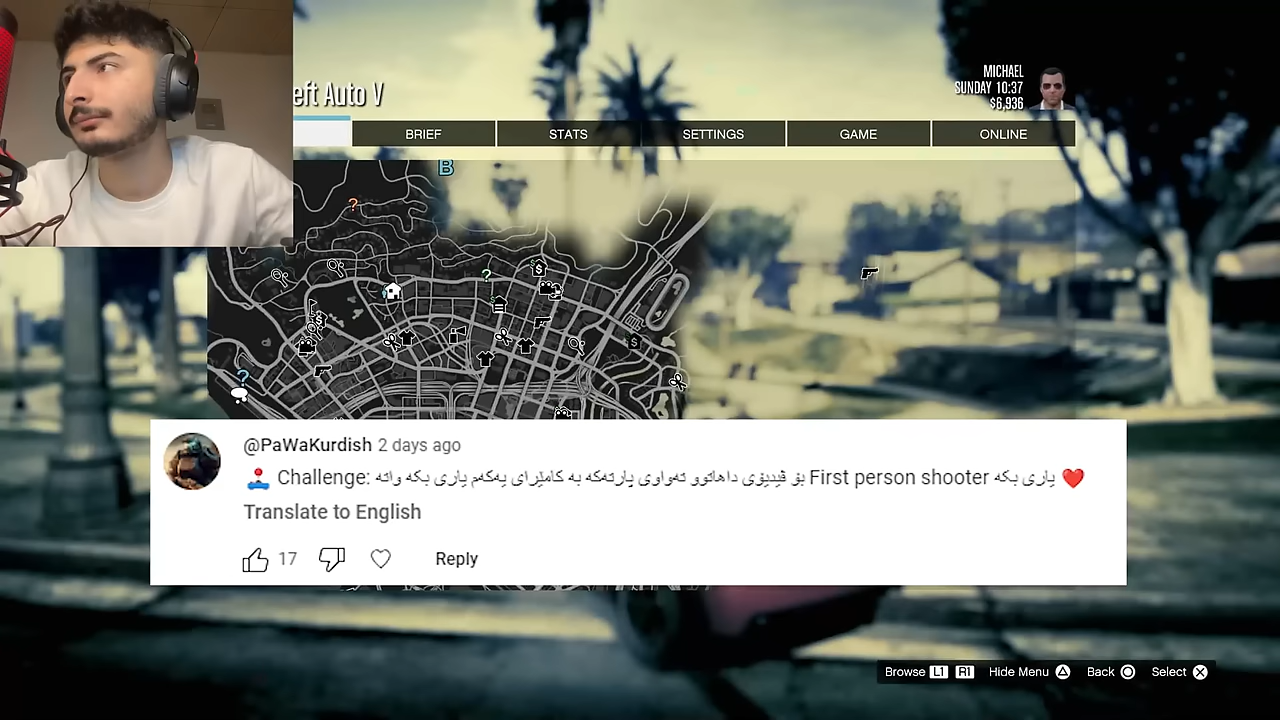 eft Auto V
MICHAEL
SUNDAY 10:37
$6,936
BRIEF
STATS
SETTINGS
GAME
ONLINE
B
@PaWaKurdish 2 days ago
🕹️ Challenge: بۆ ڤیدیۆی داهاتوو تەواوی پارتەکە بە کامێرای یەکەم یاری بکە واتە First person shooter یاری بکە ❤️
Translate to English
17
Reply
Browse L1 R1 Hide Menu Back Select